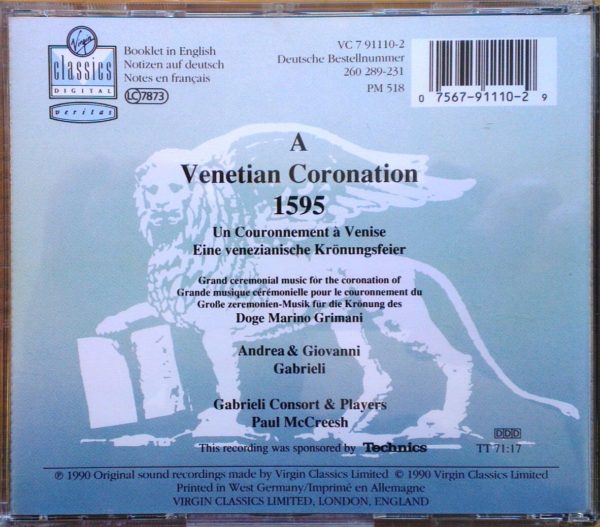 Virgin
classics
DIGITAL
veritas
Booklet in English
Notizen auf deutsch
Notes en français
LC 7873
VC 7 91110-2
Deutsche Bestellnummer
260 289-231
PM 518
0 7567-91110-2 9
A
Venetian Coronation
1595
Un Couronnement à Venise
Eine venezianische Krönungsfeier
Grand ceremonial music for the coronation of
Grande musique cérémonielle pour le couronnement du
Große zeremonien-Musik für die Krönung des
Doge Marino Grimani
Andrea & Giovanni
Gabrieli
Gabrieli Consort & Players
Paul McCreesh
This recording was sponsored by Technics
DDD
TT 71:17
℗ 1990 Original sound recordings made by Virgin Classics Limited © 1990 Virgin Classics Limited
Printed in West Germany/Imprimé en Allemagne
VIRGIN CLASSICS LIMITED, LONDON, ENGLAND